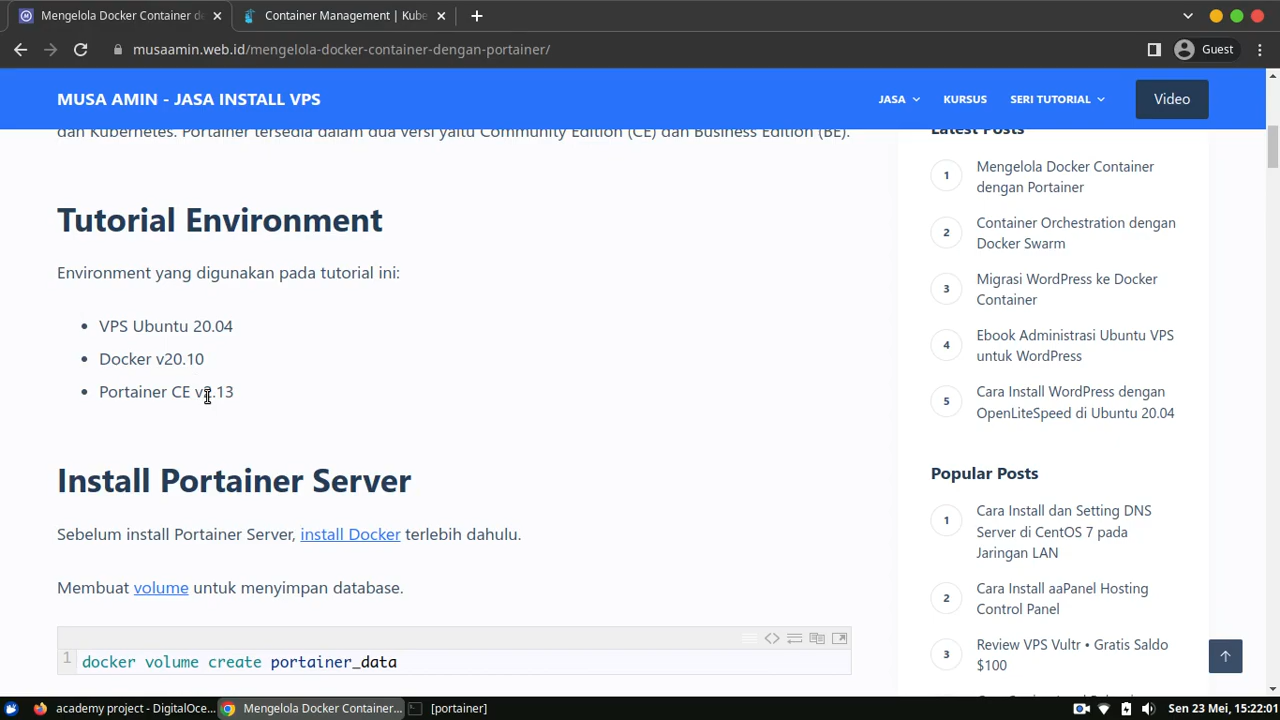 Mengelola Docker Container de
Container Management | Kube
musaamin.web.id/mengelola-docker-container-dengan-portainer/
Guest
MUSA AMIN - JASA INSTALL VPS
JASA
KURSUS
SERI TUTORIAL
Video
dan Kubernetes. Portainer tersedia dalam dua versi yaitu Community Edition (CE) dan Business Edition (BE).
Tutorial Environment
Environment yang digunakan pada tutorial ini:
VPS Ubuntu 20.04
Docker v20.10
Portainer CE v2.13
Install Portainer Server
Sebelum install Portainer Server, install Docker terlebih dahulu.
Membuat volume untuk menyimpan database.
1 docker volume create portainer_data
Latest Posts
1 Mengelola Docker Container
dengan Portainer
2 Container Orchestration dengan
Docker Swarm
3 Migrasi WordPress ke Docker
Container
4 Ebook Administrasi Ubuntu VPS
untuk WordPress
5 Cara Install WordPress dengan
OpenLiteSpeed di Ubuntu 20.04
Popular Posts
1 Cara Install dan Setting DNS
Server di CentOS 7 pada
Jaringan LAN
2 Cara Install aaPanel Hosting
Control Panel
3 Review VPS Vultr • Gratis Saldo
$100
academy project - DigitalOce...
Mengelola Docker Container...
[portainer]
Sen 23 Mei, 15:22:01